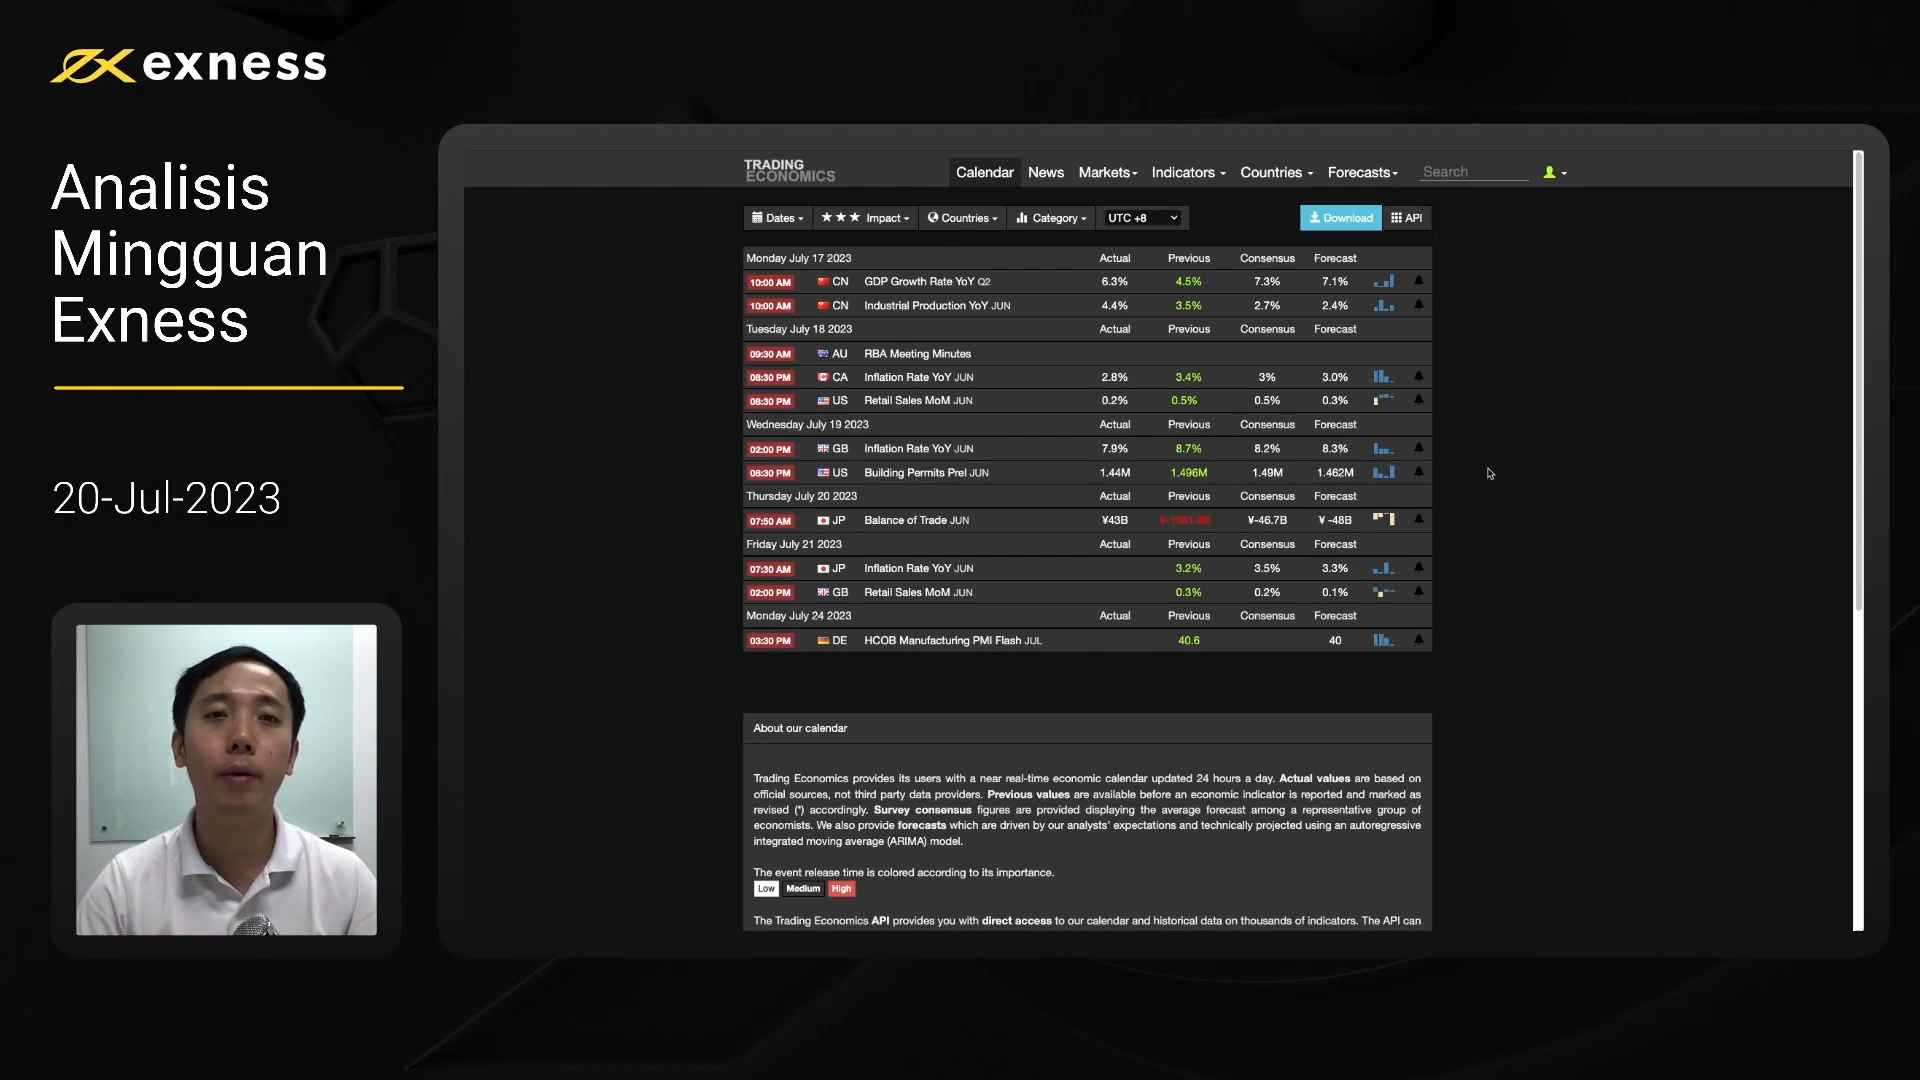 exness
Analisis
Mingguan
Exness
20-Jul-2023
TRADING
ECONOMICS
Calendar News Markets Indicators Countries Forecasts Search
Dates Impact Countries Category UTC +8 Download API
Monday July 17 2023 Actual Previous Consensus Forecast
10:00 AM CN GDP Growth Rate YoY Q2 6.3% 4.5% 7.3% 7.1%
10:00 AM CN Industrial Production YoY JUN 4.4% 3.5% 2.7% 2.4%
Tuesday July 18 2023 Actual Previous Consensus Forecast
09:30 AM AU RBA Meeting Minutes
08:30 PM CA Inflation Rate YoY JUN 2.8% 3.4% 3% 3.0%
08:30 PM US Retail Sales MoM JUN 0.2% 0.5% 0.5% 0.3%
Wednesday July 19 2023 Actual Previous Consensus Forecast
02:00 PM GB Inflation Rate YoY JUN 7.9% 8.7% 8.2% 8.3%
08:30 PM US Building Permits Prel JUN 1.44M 1.496M 1.49M 1.462M
Thursday July 20 2023 Actual Previous Consensus Forecast
07:50 AM JP Balance of Trade JUN ¥43B ¥-46.7B ¥ -48B
Friday July 21 2023 Actual Previous Consensus Forecast
07:30 AM JP Inflation Rate YoY JUN 3.2% 3.5% 3.3%
02:00 PM GB Retail Sales MoM JUN 0.3% 0.2% 0.1%
Monday July 24 2023 Actual Previous Consensus Forecast
03:30 PM DE HCOB Manufacturing PMI Flash JUL 40.6 40
About our calendar
Trading Economics provides its users with a near real-time economic calendar updated 24 hours a day. Actual values are based on
official sources, not third party data providers. Previous values are available before an economic indicator is reported and marked as
revised (*) accordingly. Survey consensus figures are provided displaying the average forecast among a representative group of
economists. We also provide forecasts which are driven by our analysts' expectations and technically projected using an autoregressive
integrated moving average (ARIMA) model.
The event release time is colored according to its importance.
Low Medium High
The Trading Economics API provides you with direct access to our calendar and historical data on thousands of indicators. The API can